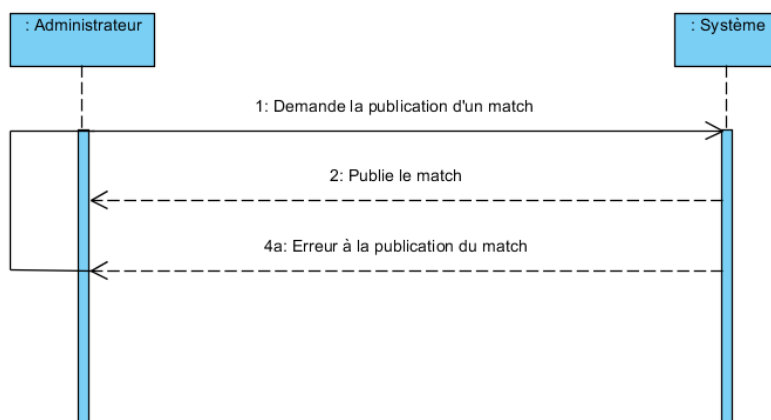 : Administrateur
: Système
1: Demande la publication d'un match
2: Publie le match
4a: Erreur à la publication du match